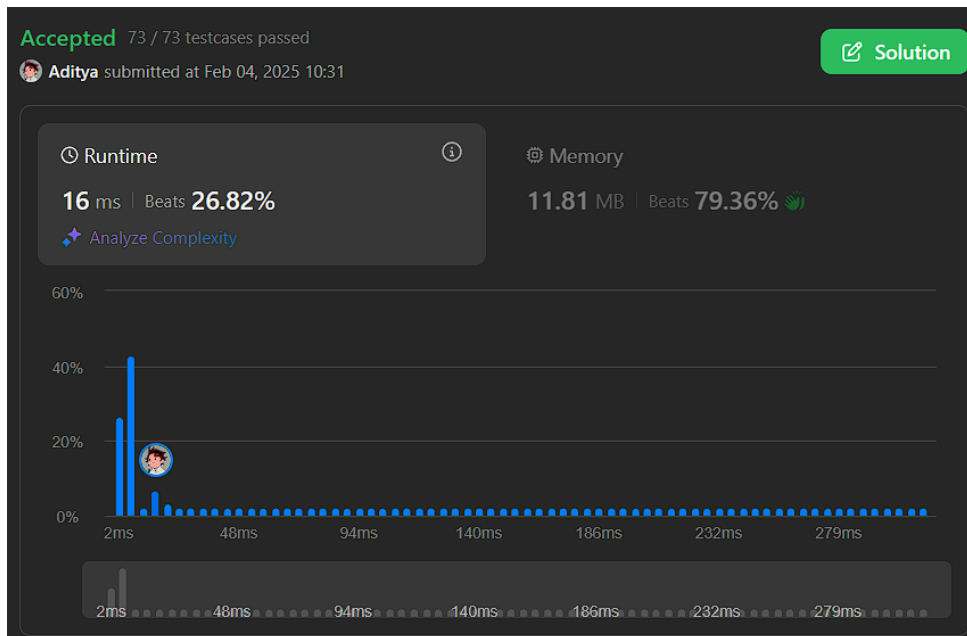 Accepted 73 / 73 testcases passed
Aditya submitted at Feb 04, 2025 10:31
Solution
Runtime
16 ms Beats 26.82%
Analyze Complexity
Memory
11.81 MB Beats 79.36%
60%
40%
20%
0%
2ms 48ms 94ms 140ms 186ms 232ms 279ms
2ms 48ms 94ms 140ms 186ms 232ms 279ms